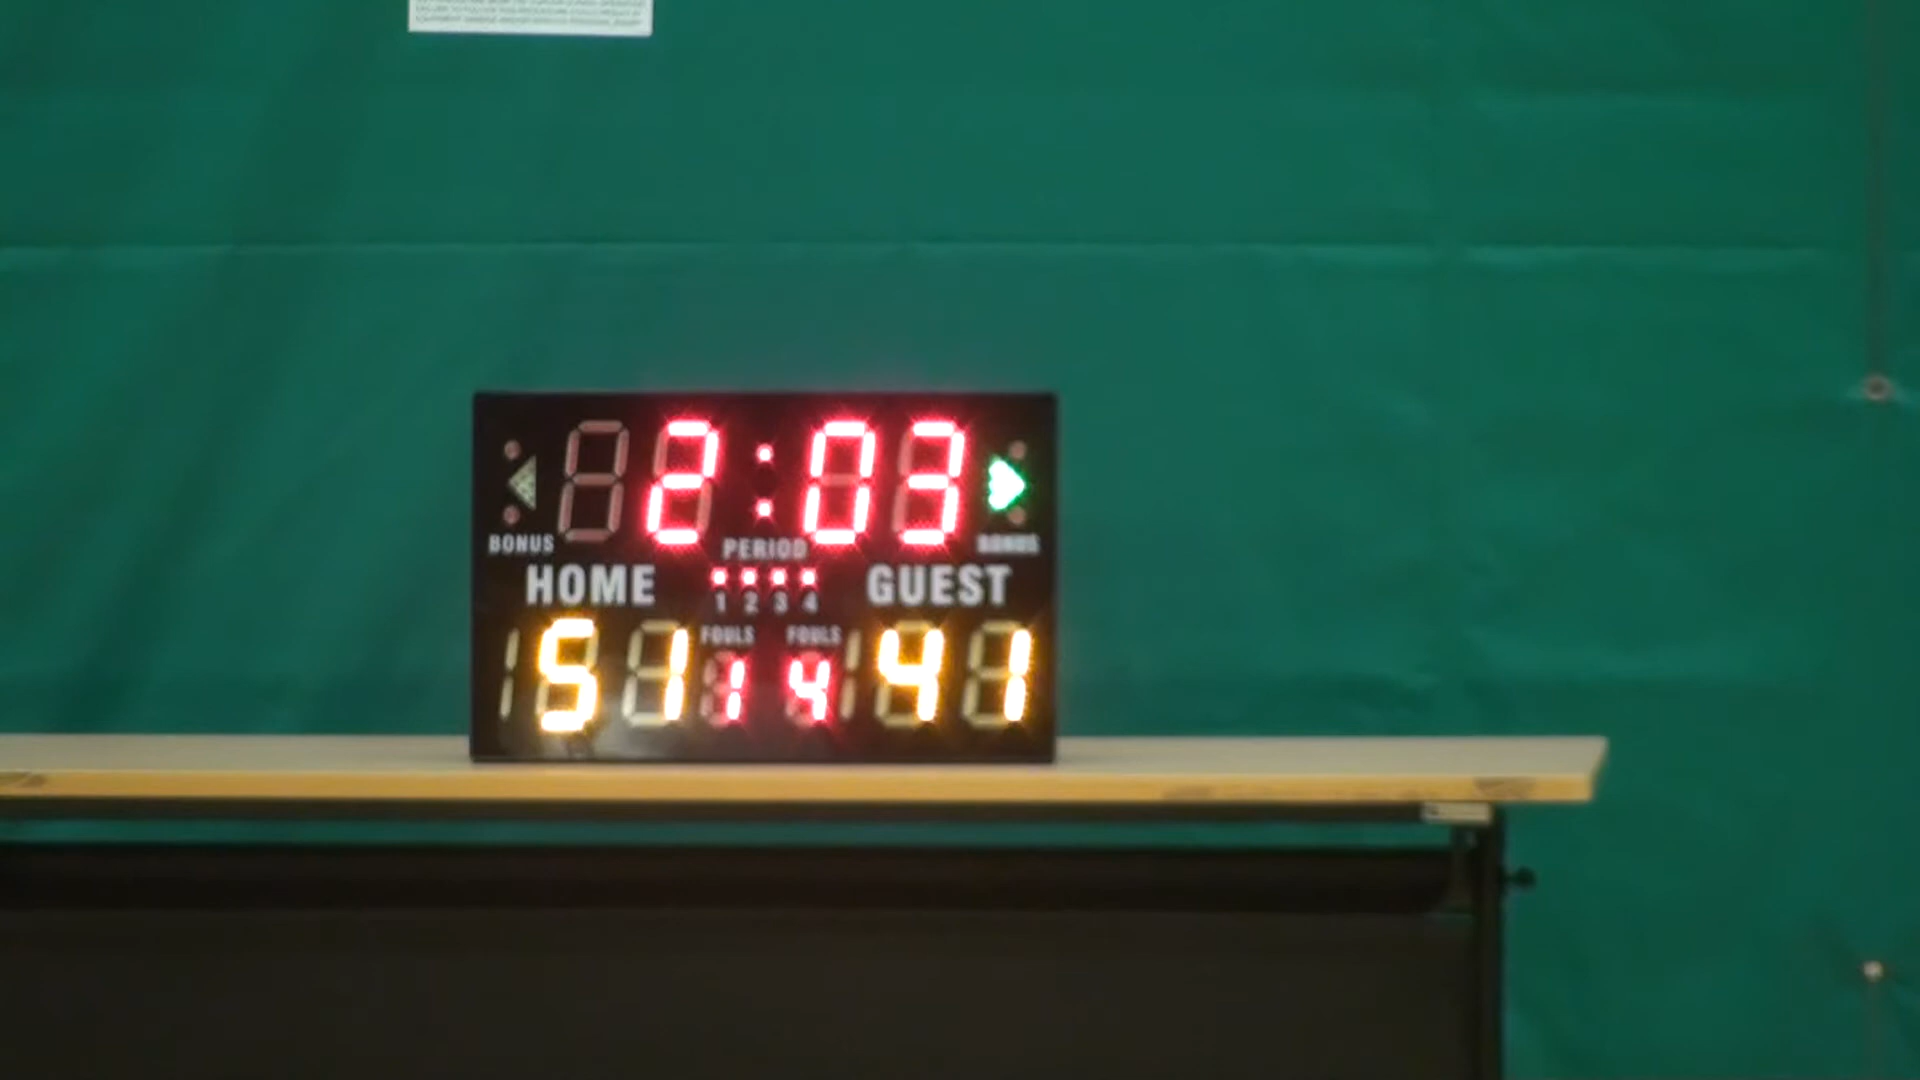 2:03
BONUS PERIOD BONUS
HOME GUEST
1 2 3 4
FOULS FOULS
51 1 4 41